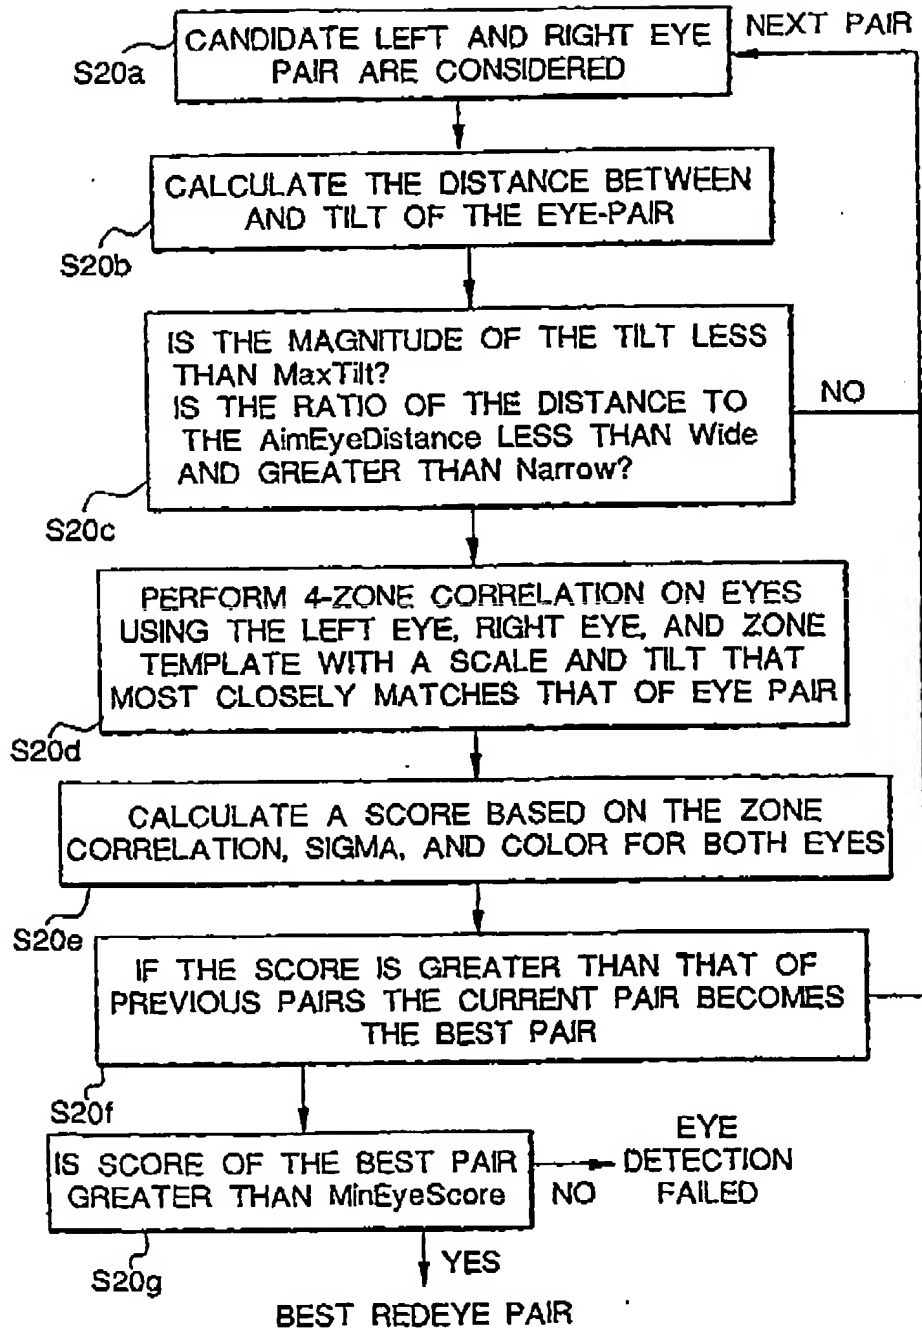 CANDIDATE LEFT AND RIGHT EYE
PAIR ARE CONSIDERED
NEXT PAIR
S20a
CALCULATE THE DISTANCE BETWEEN
AND TILT OF THE EYE-PAIR
S20b
IS THE MAGNITUDE OF THE TILT LESS
THAN MaxTilt?
IS THE RATIO OF THE DISTANCE TO
THE AimEyeDistance LESS THAN Wide
AND GREATER THAN Narrow?
NO
S20c
PERFORM 4-ZONE CORRELATION ON EYES
USING THE LEFT EYE, RIGHT EYE, AND ZONE
TEMPLATE WITH A SCALE AND TILT THAT
MOST CLOSELY MATCHES THAT OF EYE PAIR
S20d
CALCULATE A SCORE BASED ON THE ZONE
CORRELATION, SIGMA, AND COLOR FOR BOTH EYES
S20e
IF THE SCORE IS GREATER THAN THAT OF
PREVIOUS PAIRS THE CURRENT PAIR BECOMES
THE BEST PAIR
S20f
IS SCORE OF THE BEST PAIR
GREATER THAN MinEyeScore
NO
EYE
DETECTION
FAILED
S20g
YES
BEST REDEYE PAIR